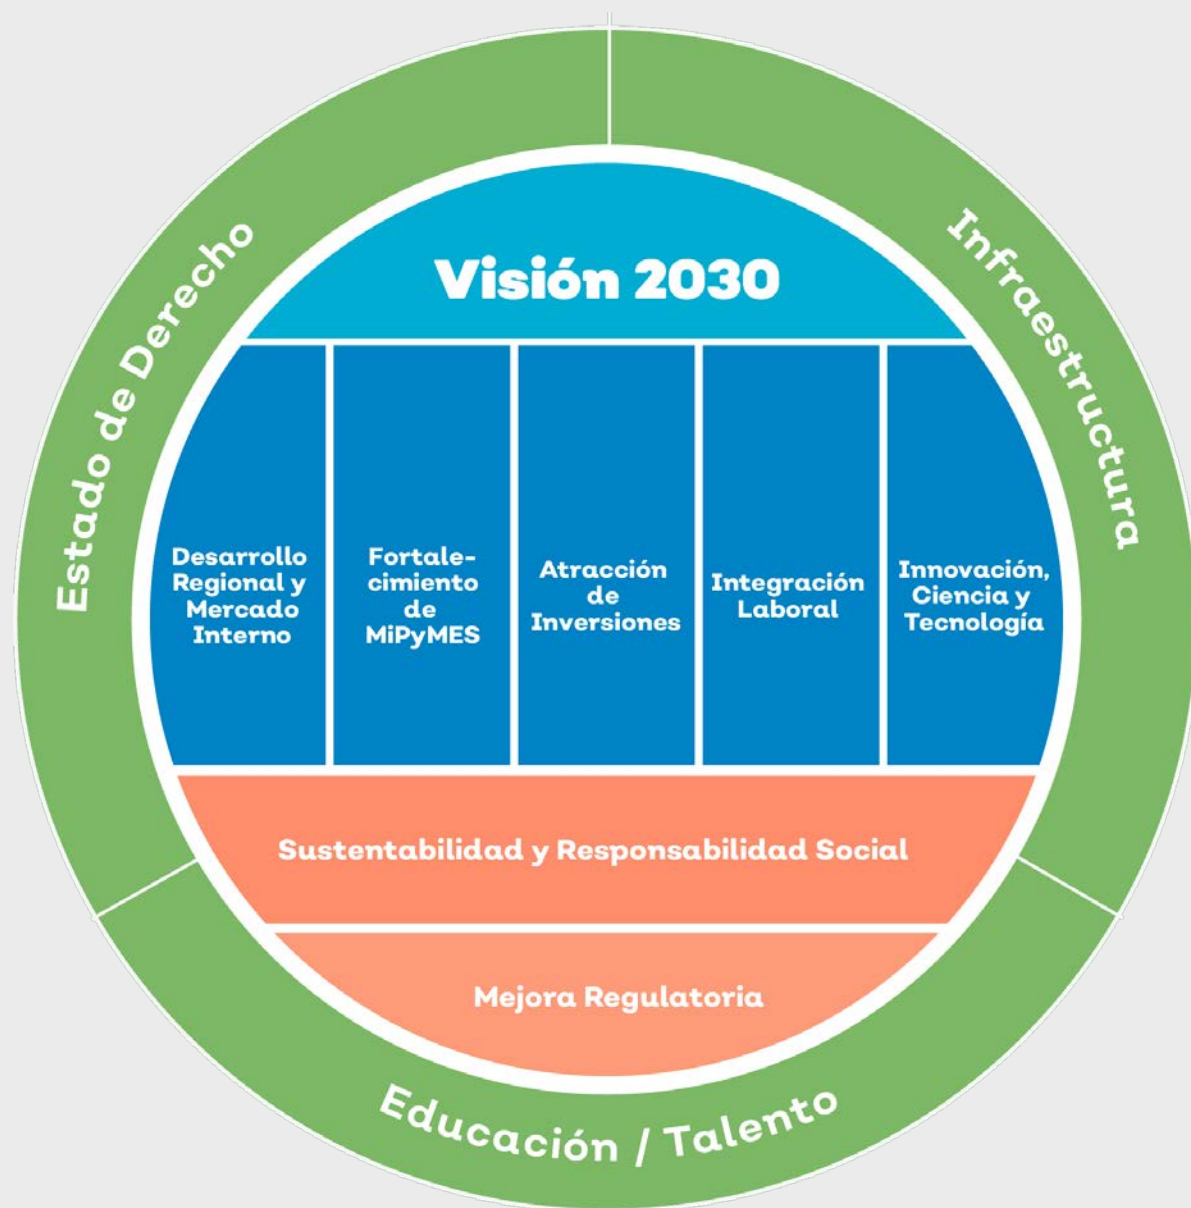 Estado de Derecho
Infraestructura
Visión 2030
Desarrollo
Regional y
Mercado
Interno
Fortale-
cimiento
de
MiPyMES
Atracción
de
Inversiones
Integración
Laboral
Innovación,
Ciencia y
Tecnología
Sustentabilidad y Responsabilidad Social
Mejora Regulatoria
Educación / Talento